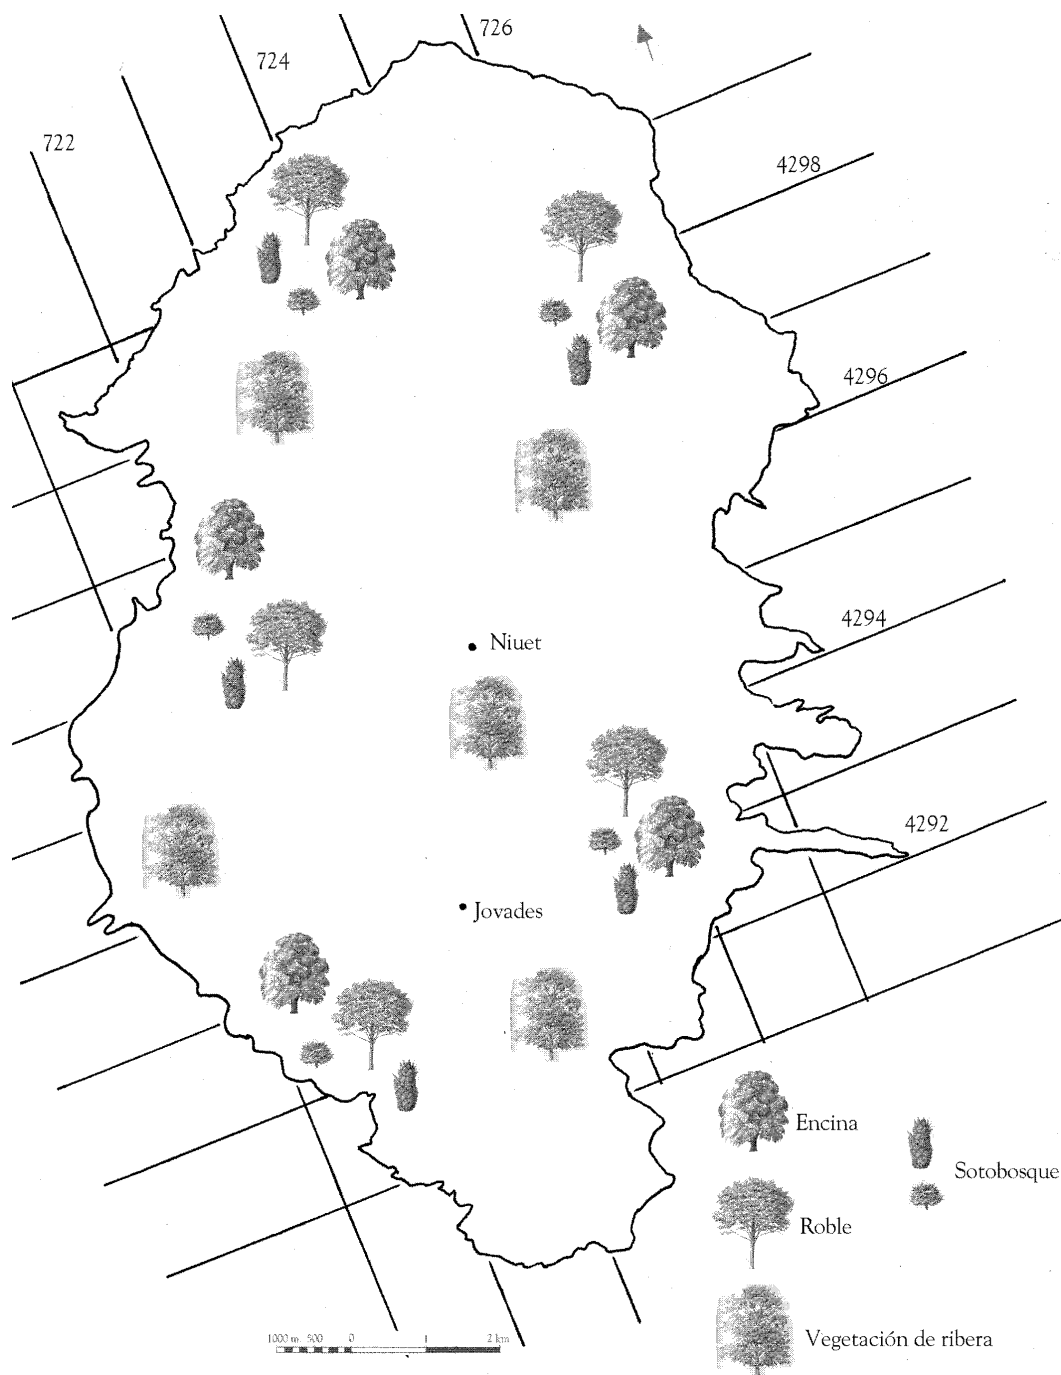 726
724
722
4298
4296
4294
Niuet
4292
Jovades
Encina
Sotobosque
Roble
Vegetación de ribera
1000 m. 500 0 1 2 km